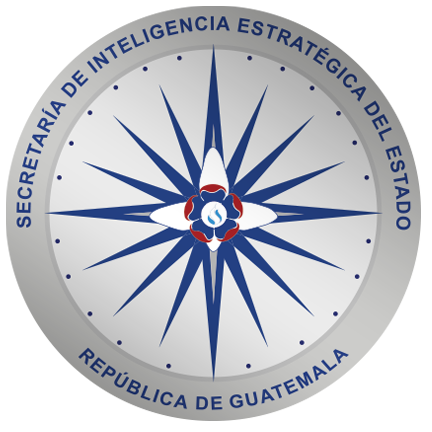 SECRETARÍA DE INTELIGENCIA ESTRATÉGICA DEL ESTADO
REPÚBLICA DE GUATEMALA